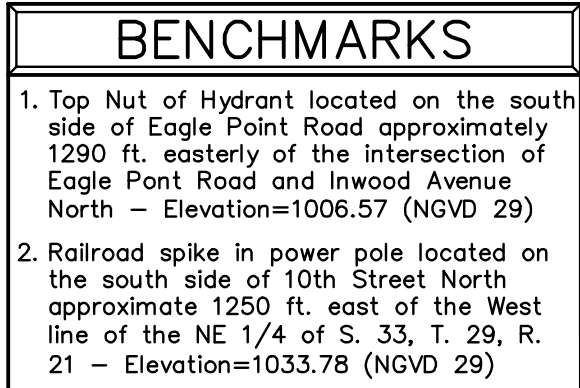 BENCHMARKS
1. Top Nut of Hydrant located on the south
side of Eagle Point Road approximately
1290 ft. easterly of the intersection of
Eagle Pont Road and Inwood Avenue
North – Elevation=1006.57 (NGVD 29)
2. Railroad spike in power pole located on
the south side of 10th Street North
approximate 1250 ft. east of the West
line of the NE 1/4 of S. 33, T. 29, R.
21 – Elevation=1033.78 (NGVD 29)